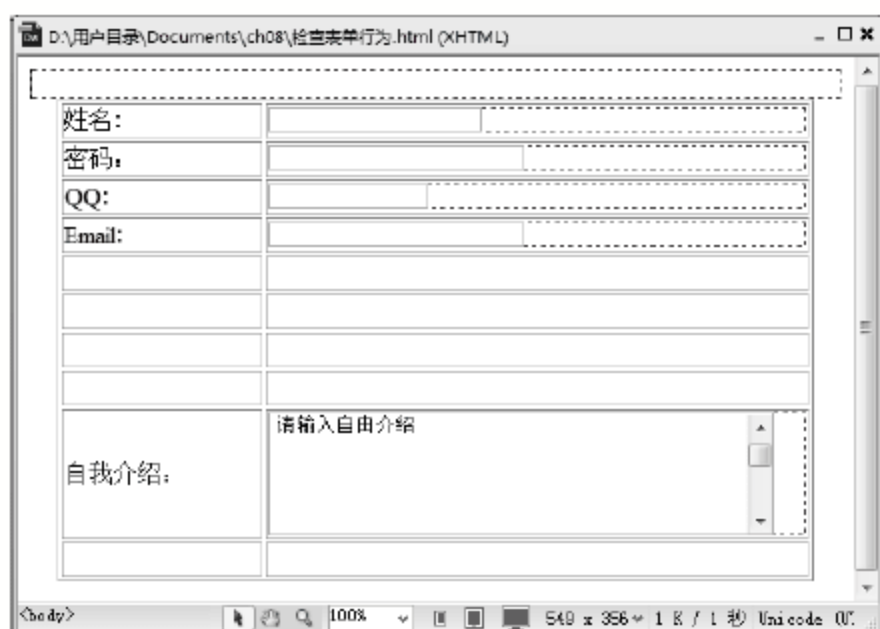 D:\用户目录\Documents\ch08\检查表单行为.html (XHTML)
姓名：
密码：
QQ：
Email：
请输入自由介绍
自我介绍：
<body> 100% 549 x 356 1 K / 1 秒 Unicode (UT